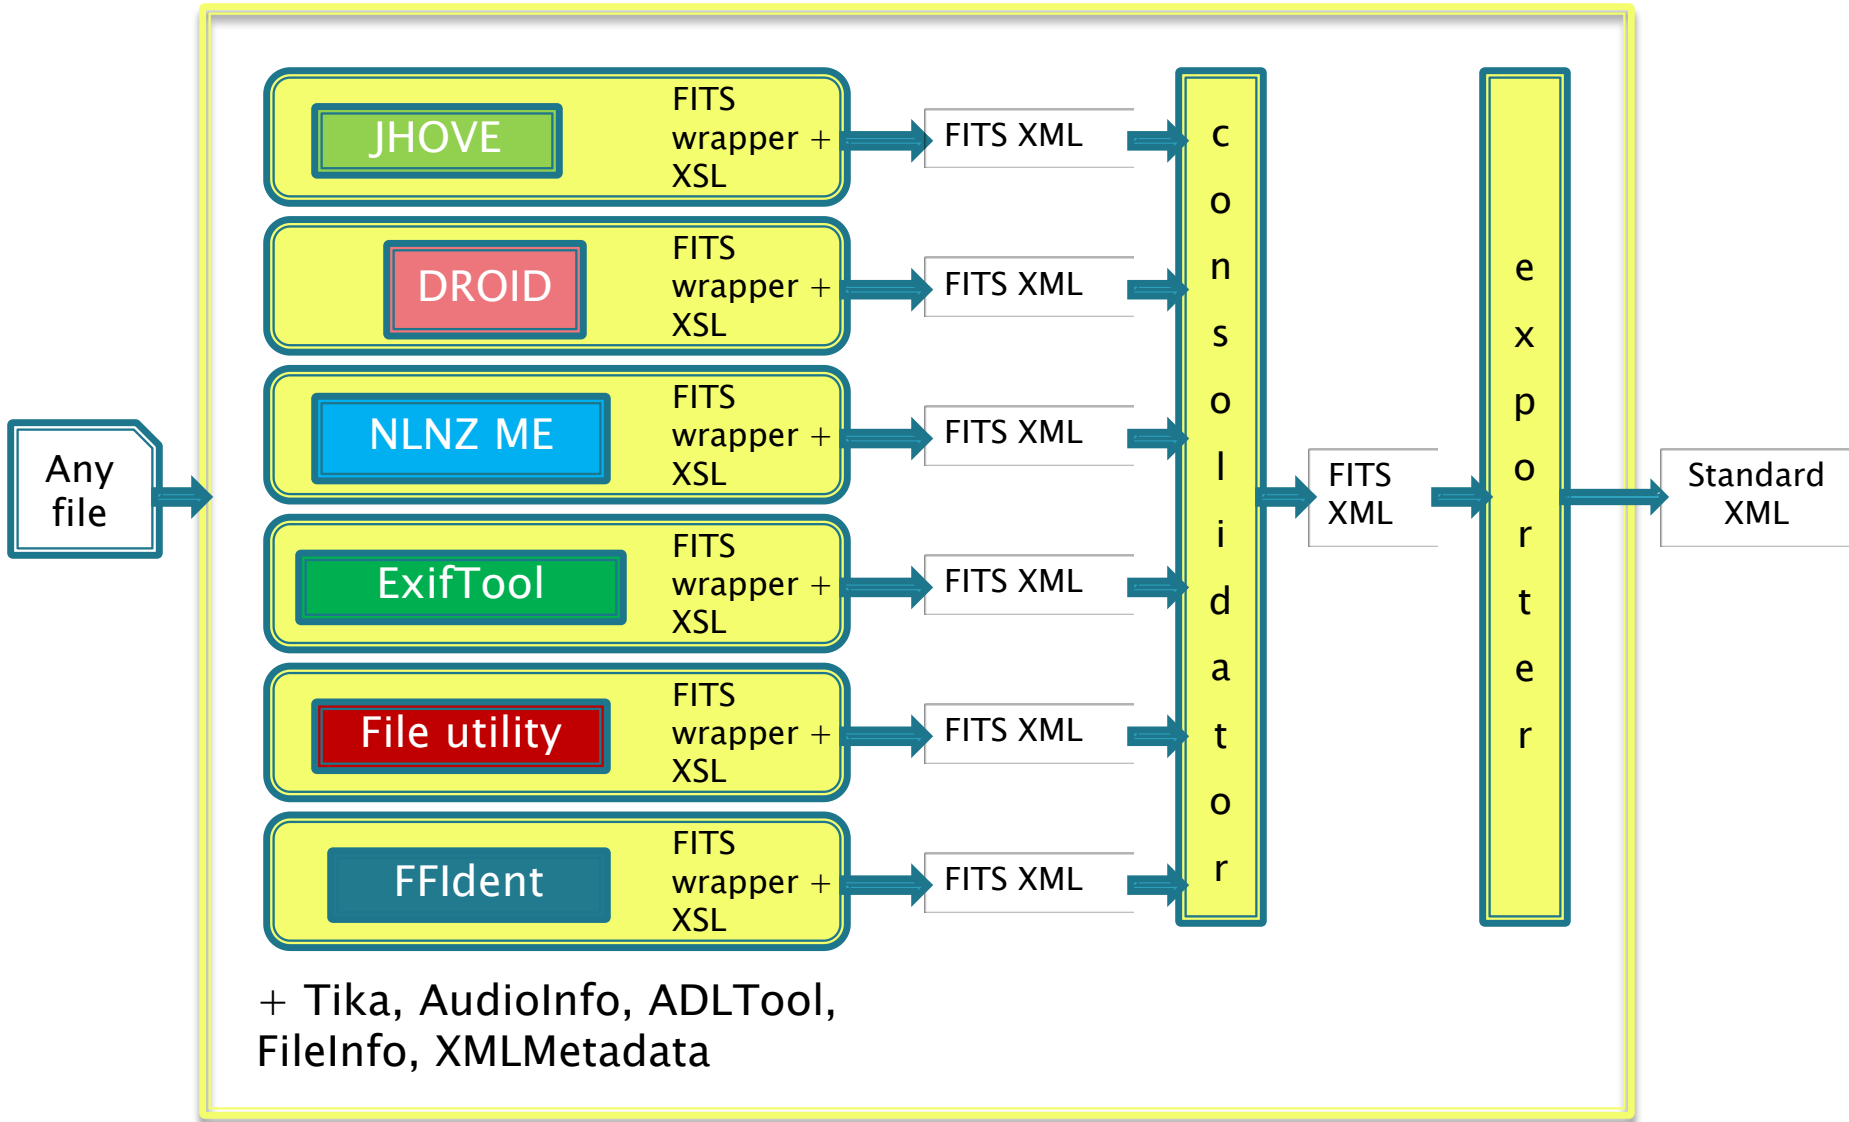 Any
file
JHOVE
FITS
wrapper +
XSL
FITS XML
DROID
FITS
wrapper +
XSL
FITS XML
NLNZ ME
FITS
wrapper +
XSL
FITS XML
ExifTool
FITS
wrapper +
XSL
FITS XML
File utility
FITS
wrapper +
XSL
FITS XML
FFIdent
FITS
wrapper +
XSL
FITS XML
+ Tika, AudioInfo, ADLTool,
FileInfo, XMLMetadata
c
o
n
s
o
l
i
d
a
t
o
r
FITS
XML
e
x
p
o
r
t
e
r
Standard
XML